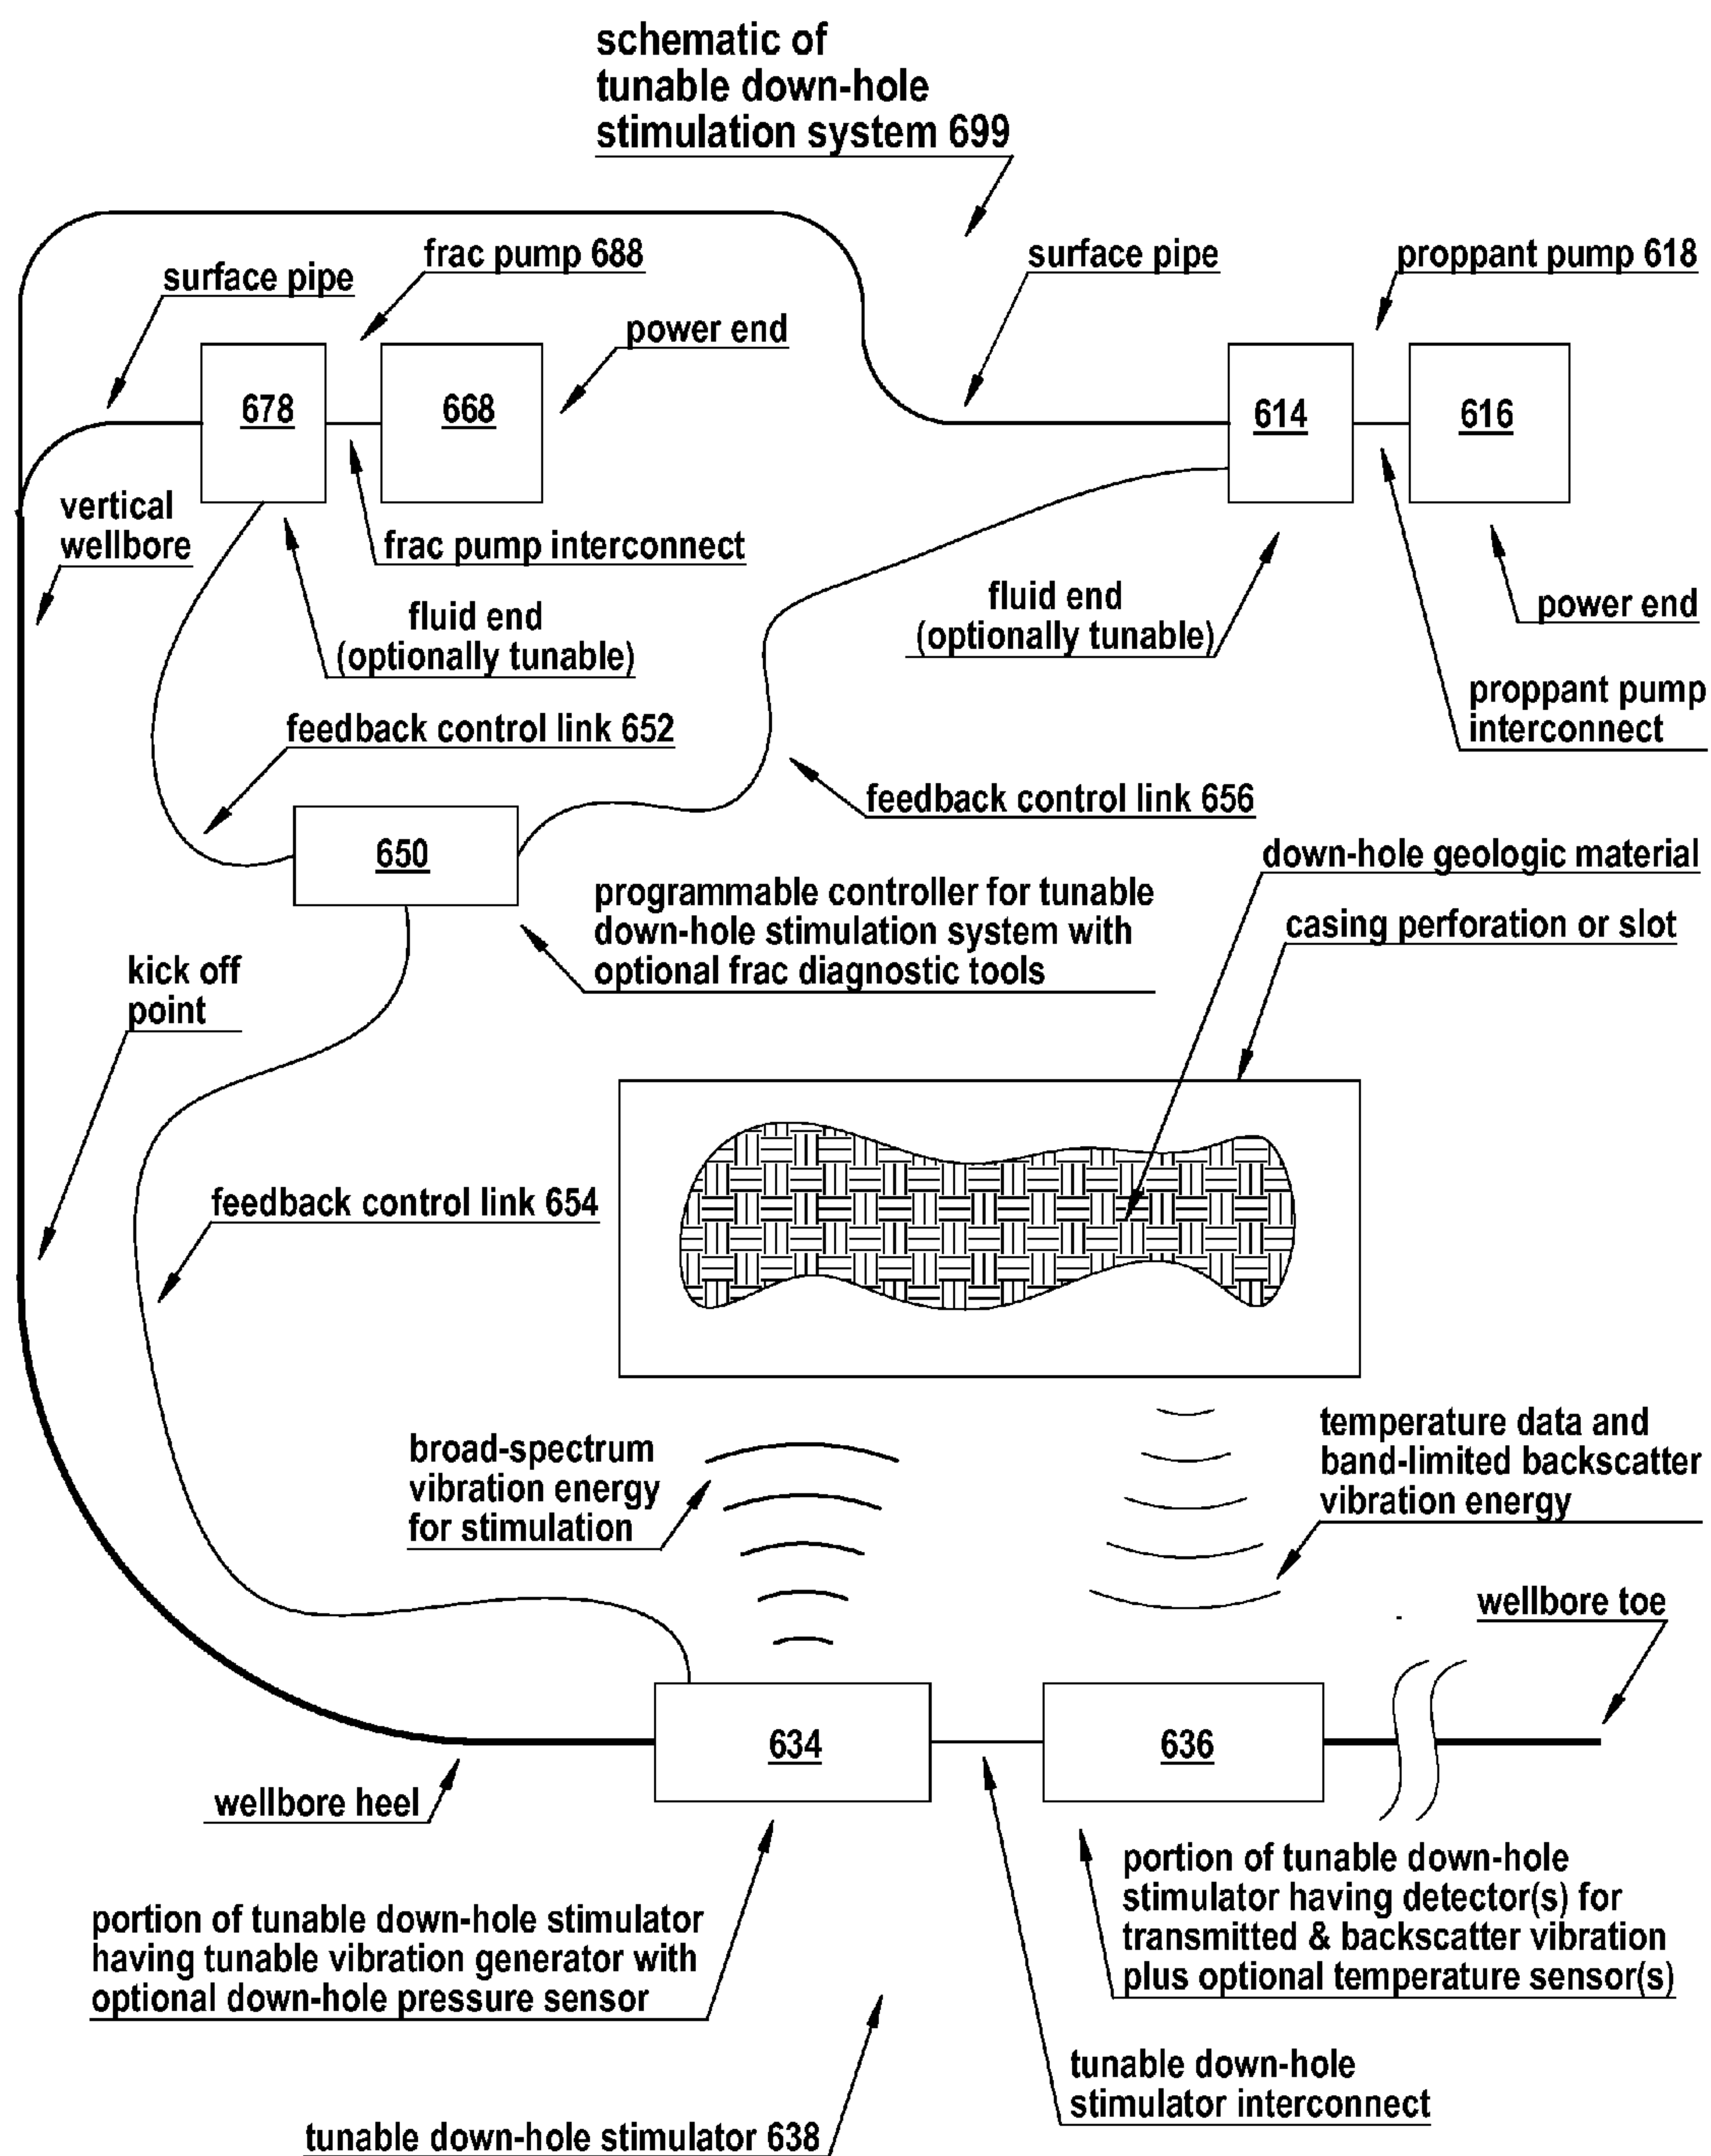 schematic of
tunable down-hole
stimulation system 699
frac pump 688
surface pipe
proppant pump 618
surface pipe
power end
678
668
614
616
vertical
wellbore
frac pump interconnect
fluid end
(optionally tunable)
fluid end
(optionally tunable)
power end
proppant pump
interconnect
feedback control link 652
feedback control link 656
650
down-hole geologic material
programmable controller for tunable
down-hole stimulation system with
optional frac diagnostic tools
casing perforation or slot
kick off
point
feedback control link 654
broad-spectrum
vibration energy
for stimulation
temperature data and
band-limited backscatter
vibration energy
wellbore toe
634
636
wellbore heel
portion of tunable down-hole stimulator
having tunable vibration generator with
optional down-hole pressure sensor
portion of tunable down-hole
stimulator having detector(s) for
transmitted & backscatter vibration
plus optional temperature sensor(s)
tunable down-hole
stimulator interconnect
tunable down-hole stimulator 638